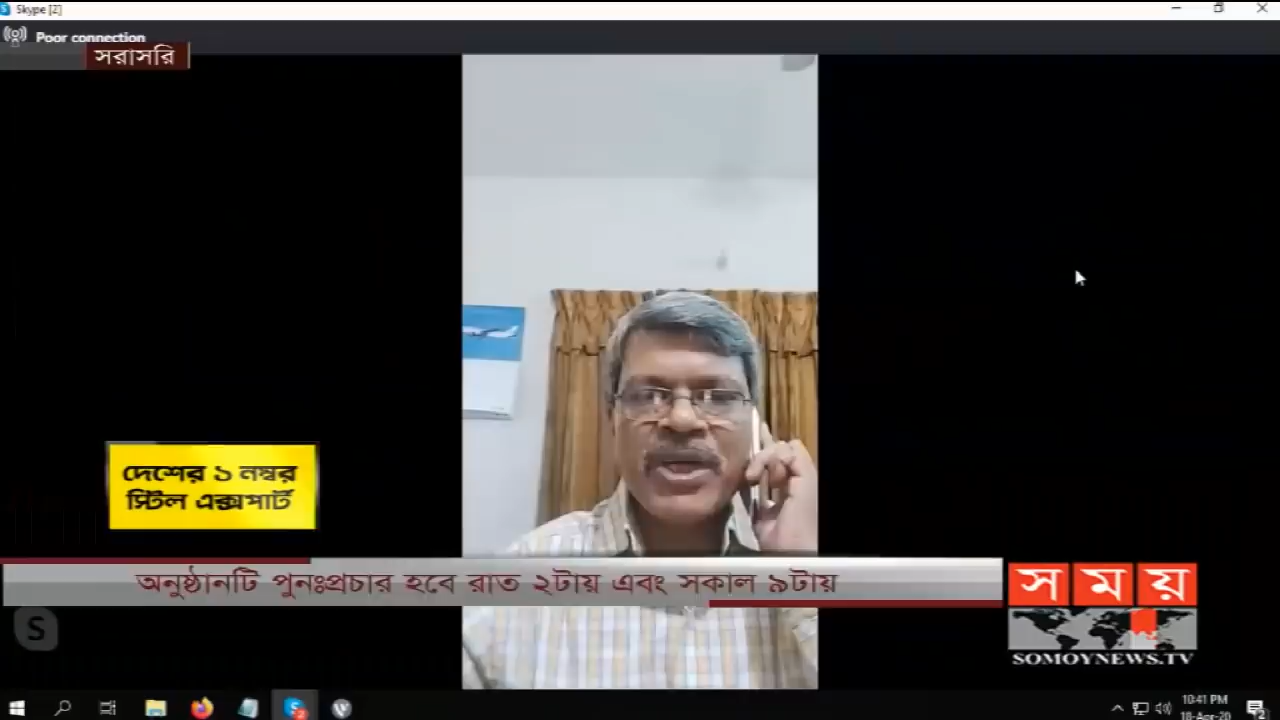 Skype [2]
Poor connection
সরাসরি
দেশের ১ নম্বর
স্টিল এক্সপার্ট
অনুষ্ঠানটি পুনঃপ্রচার হবে রাত ২টায় এবং সকাল ৯টায়
সময়
SOMOYNEWS.TV
10:41 PM
18-Apr-20